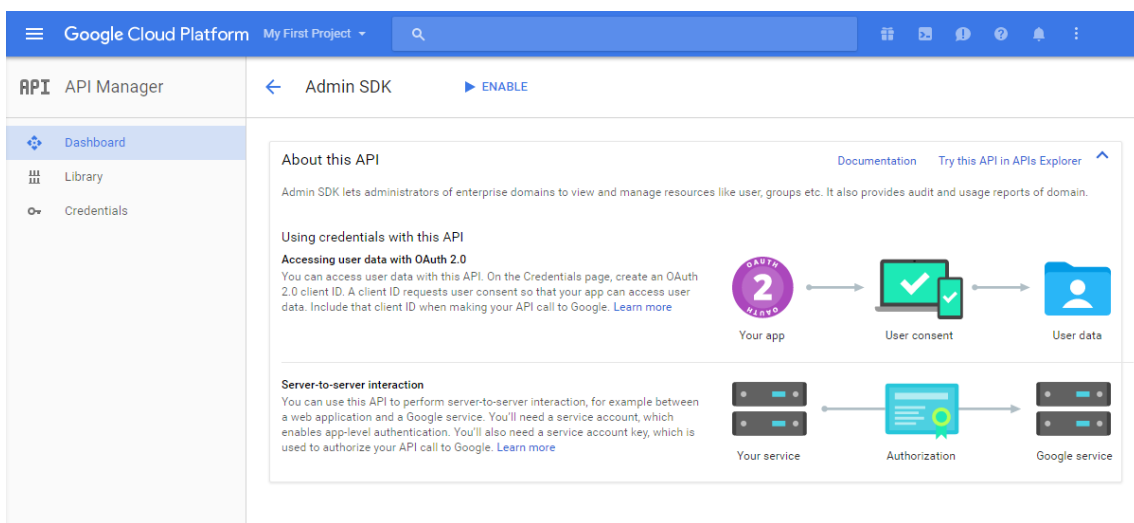 Google Cloud Platform My First Project
API API Manager
Admin SDK ENABLE
Dashboard
Library
Credentials
About this API
Documentation Try this API in APIs Explorer
Admin SDK lets administrators of enterprise domains to view and manage resources like user, groups etc. It also provides audit and usage reports of domain.
Using credentials with this API
Accessing user data with OAuth 2.0
You can access user data with this API. On the Credentials page, create an OAuth
2.0 client ID. A client ID requests user consent so that your app can access user
data. Include that client ID when making your API call to Google. Learn more
OAUTH
2
OAUTH
Your app
User consent
User data
Server-to-server interaction
You can use this API to perform server-to-server interaction, for example between
a web application and a Google service. You'll need a service account, which
enables app-level authentication. You'll also need a service account key, which is
used to authorize your API call to Google. Learn more
Your service
Authorization
Google service